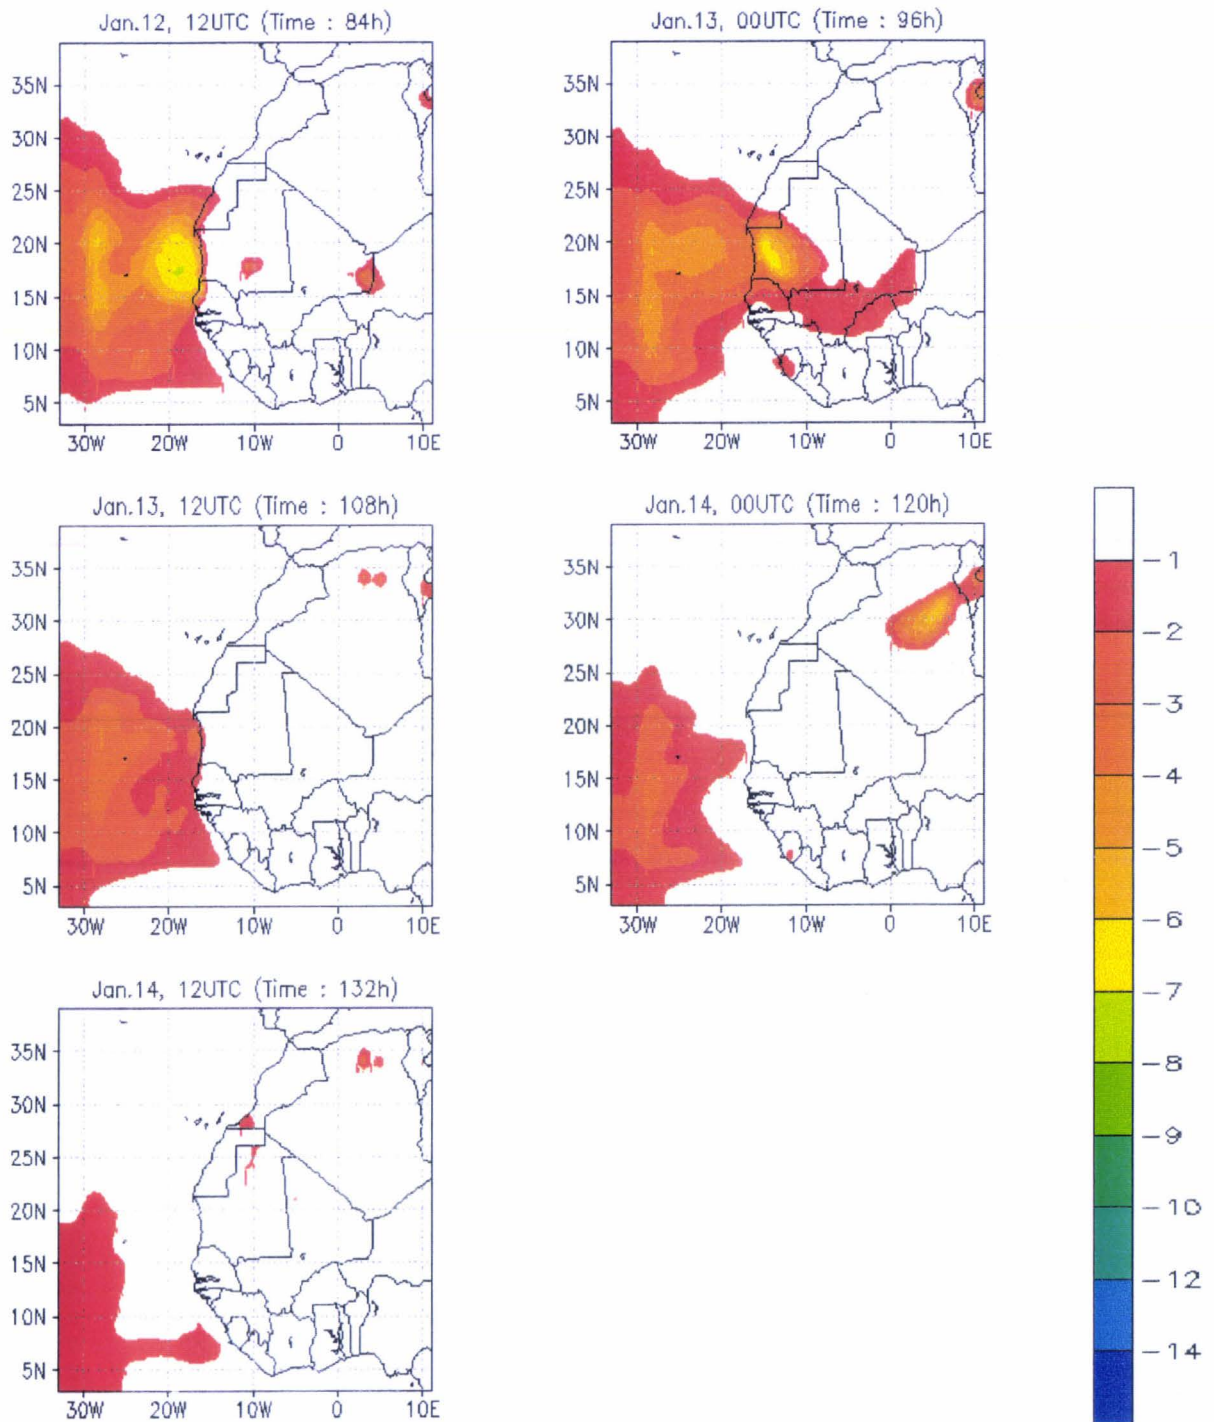 Jan.12, 12UTC (Time : 84h)
35N
30N
25N
20N
15N
10N
5N
30W 20W 10W 0 10E
Jan.13, 00UTC (Time : 96h)
35N
30N
25N
20N
15N
10N
5N
30W 20W 10W 0 10E
Jan.13, 12UTC (Time : 108h)
35N
30N
25N
20N
15N
10N
5N
30W 20W 10W 0 10E
Jan.14, 00UTC (Time : 120h)
35N
30N
25N
20N
15N
10N
5N
30W 20W 10W 0 10E
Jan.14, 12UTC (Time : 132h)
35N
30N
25N
20N
15N
10N
5N
30W 20W 10W 0 10E
-1
-2
-3
-4
-5
-6
-7
-8
-9
-10
-12
-14